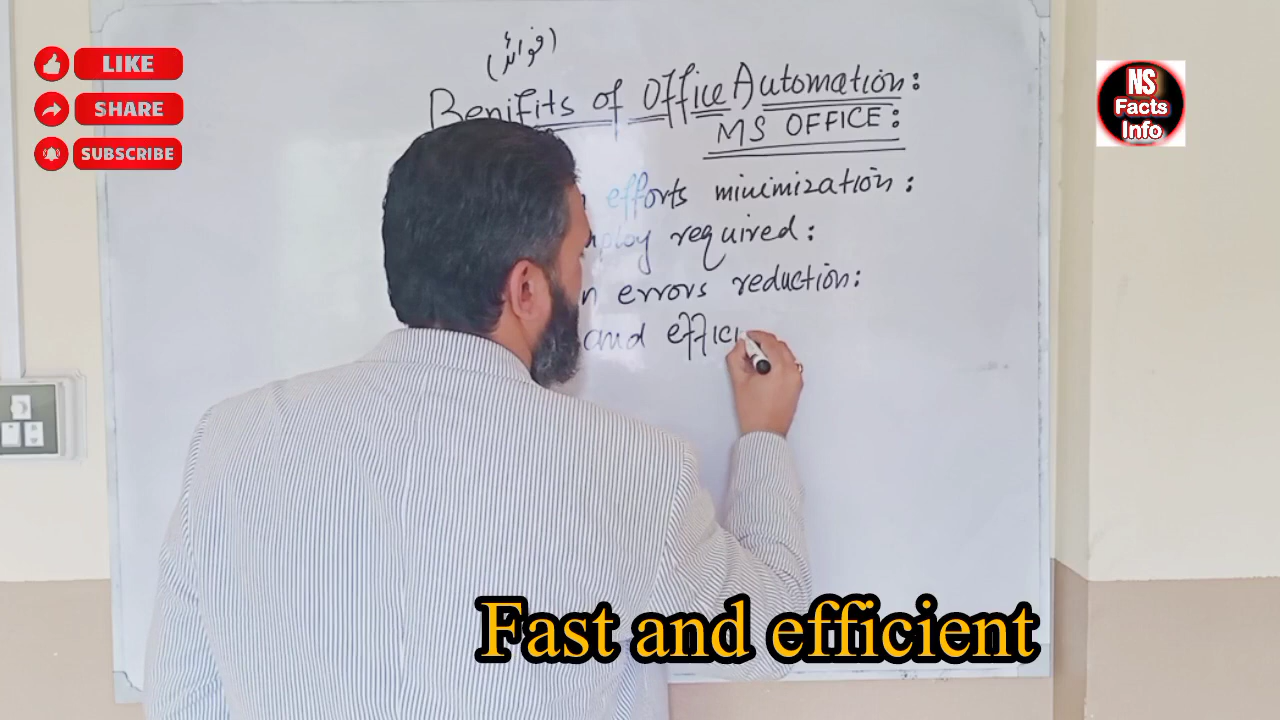 LIKE
SHARE
SUBSCRIBE
NS
Facts
Info
(فوائد)
Benifits of Office Automation:
MS OFFICE:
efforts minimization:
required:
errors reduction:
and effici
Fast and efficient